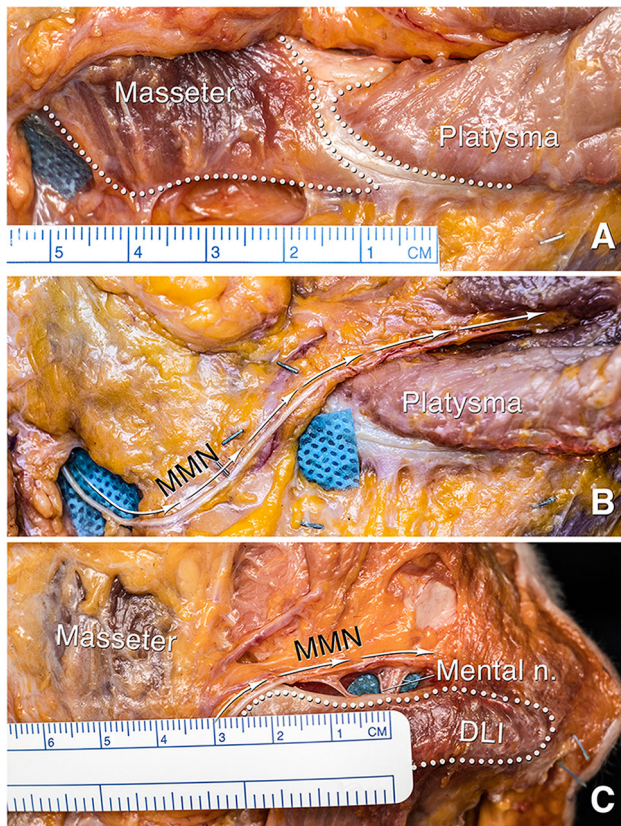 Masseter
Platysma
A
5 4 3 2 1 CM
Platysma
MMN
B
Masseter
MMN
Mental n.
DLI
6 5 4 3 2 1 CM
C